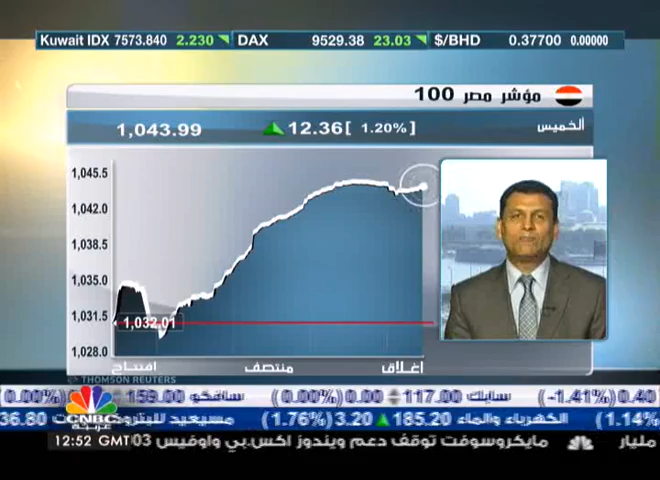 Kuwait IDX 7573.840 2.230 DAX 9529.38 23.03 $/BHD 0.37700 0.00000
مؤشر مصر 100
1,043.99 12.36[ 1.20%] الخميس
1,045.5
1,042.0
1,038.5
1,035.0
1,031.5
1,028.0
1,032.01
افتتاح منتصف إغلاق
THOMSON REUTERS
(0.00%) 159.00 سافكو (0.00%) 0.00 117.00 سابك (-1.41%) 0.40
36.80 مسيعيد للبترو (1.76%) 3.20 185.20 الكهرباء والماء (1.14%)
CNBC
عربية
12:52 GMT مايكروسوفت توقف دعم ويندوز اكس.بي واوفيس 03 مليار